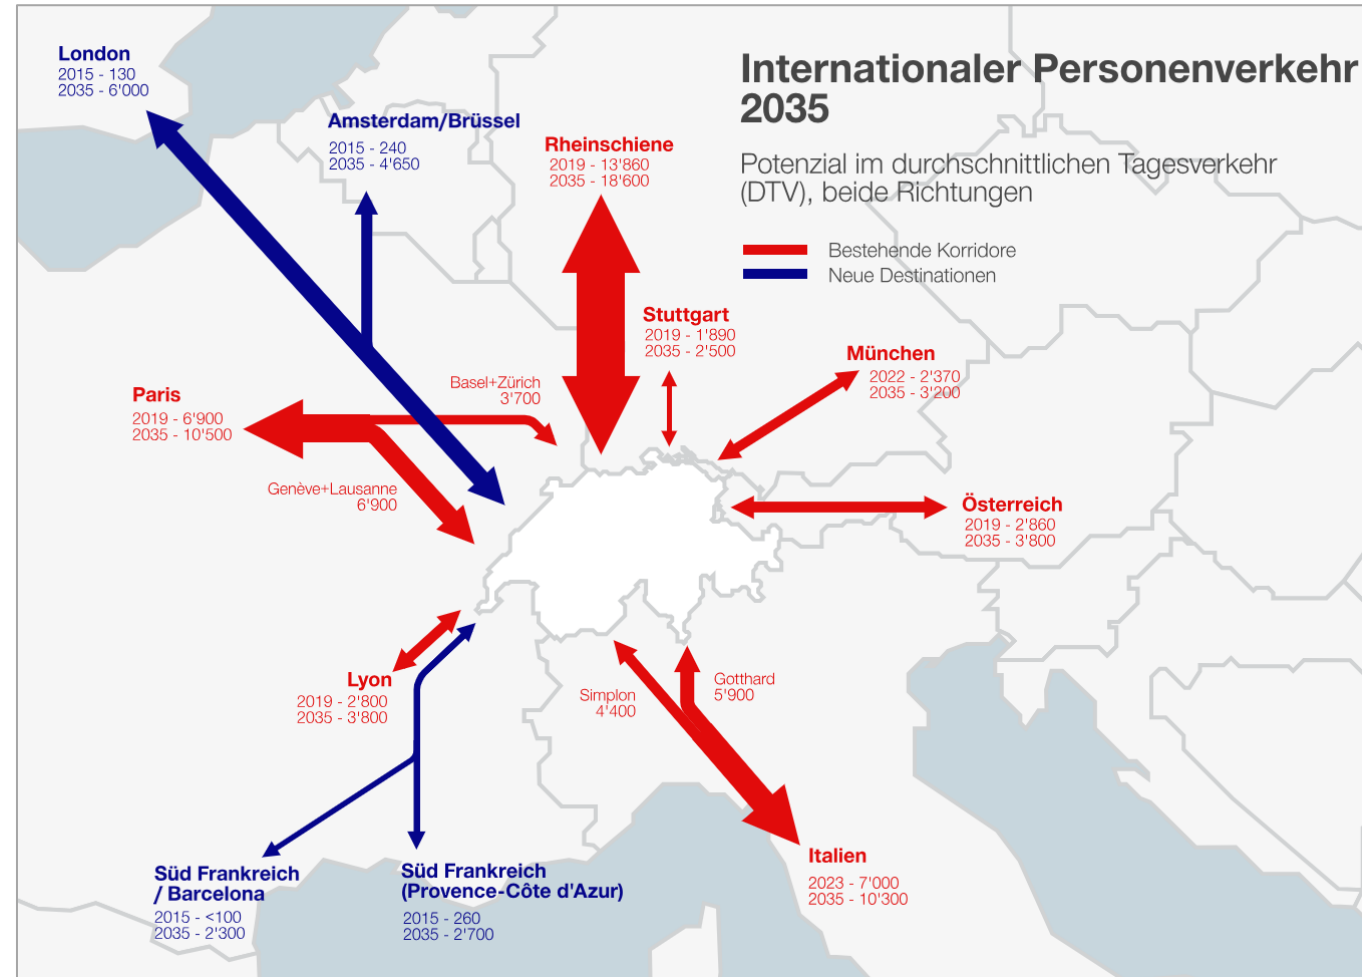 Internationaler Personenverkehr
2035
Potenzial im durchschnittlichen Tagesverkehr
(DTV), beide Richtungen
Bestehende Korridore
Neue Destinationen
London
2015 - 130
2035 - 6'000
Amsterdam/Brüssel
2015 - 240
2035 - 4'650
Rheinschiene
2019 - 13'860
2035 - 18'600
Stuttgart
2019 - 1'890
2035 - 2'500
München
2022 - 2'370
2035 - 3'200
Basel+Zürich
3'700
Paris
2019 - 6'900
2035 - 10'500
Genève+Lausanne
6'900
Österreich
2019 - 2'860
2035 - 3'800
Lyon
2019 - 2'800
2035 - 3'800
Simplon
4'400
Gotthard
5'900
Italien
2023 - 7'000
2035 - 10'300
Süd Frankreich
/ Barcelona
2015 - <100
2035 - 2'300
Süd Frankreich
(Provence-Côte d'Azur)
2015 - 260
2035 - 2'700